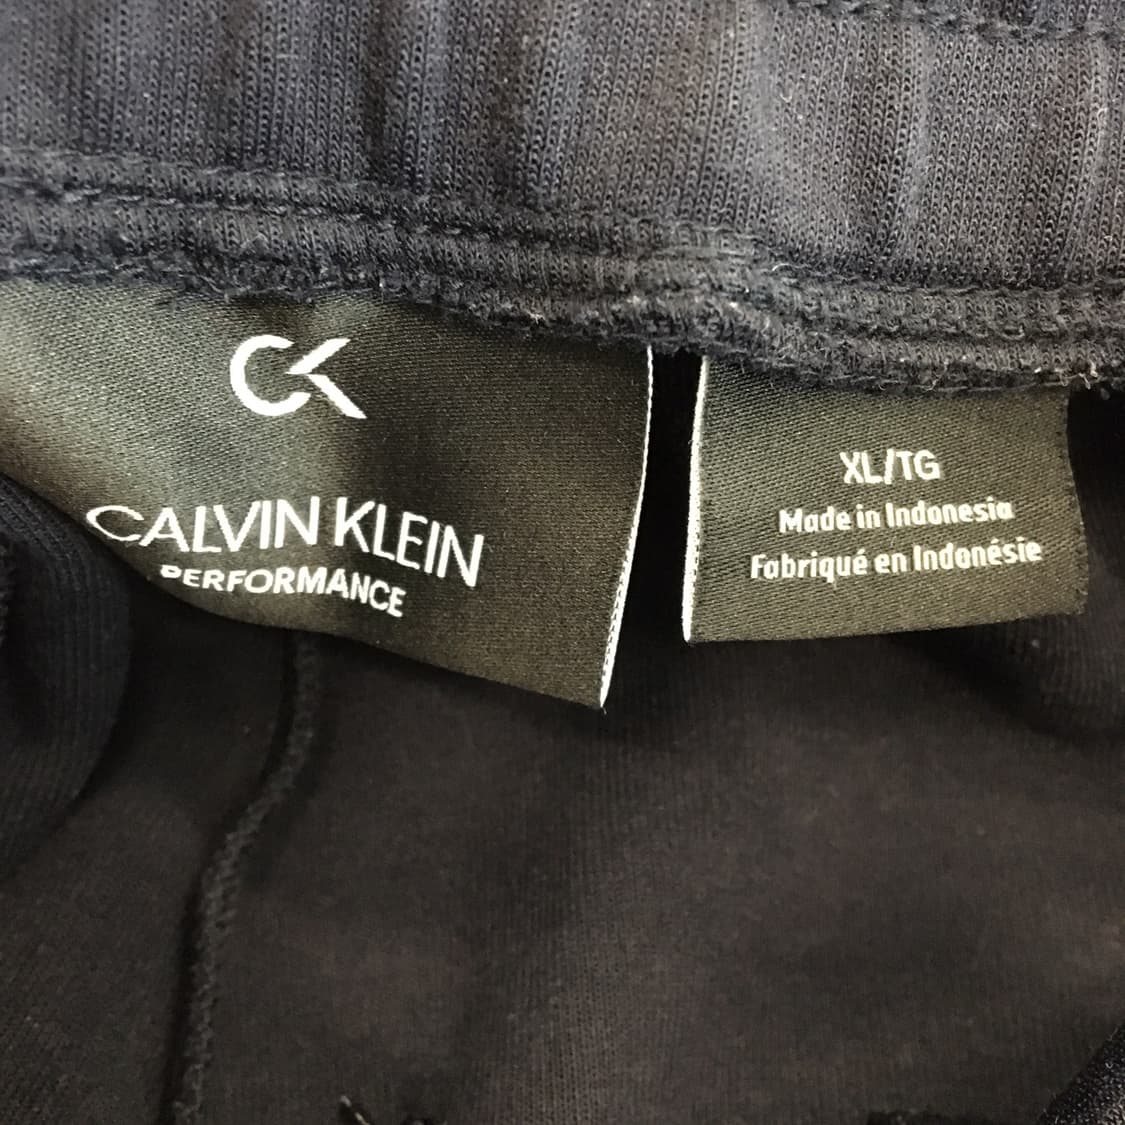 CK
CALVIN KLEIN
PERFORMANCE
XL/TG
Made in Indonesia
Fabriqué en Indonésie